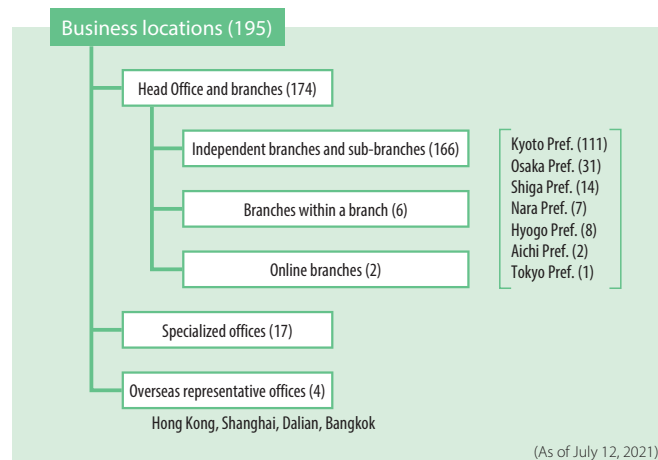 Business locations (195)
Head Office and branches (174)
Independent branches and sub-branches (166)
Branches within a branch (6)
Online branches (2)
Kyoto Pref. (111)
Osaka Pref. (31)
Shiga Pref. (14)
Nara Pref. (7)
Hyogo Pref. (8)
Aichi Pref. (2)
Tokyo Pref. (1)
Specialized offices (17)
Overseas representative offices (4)
Hong Kong, Shanghai, Dalian, Bangkok
(As of July 12, 2021)